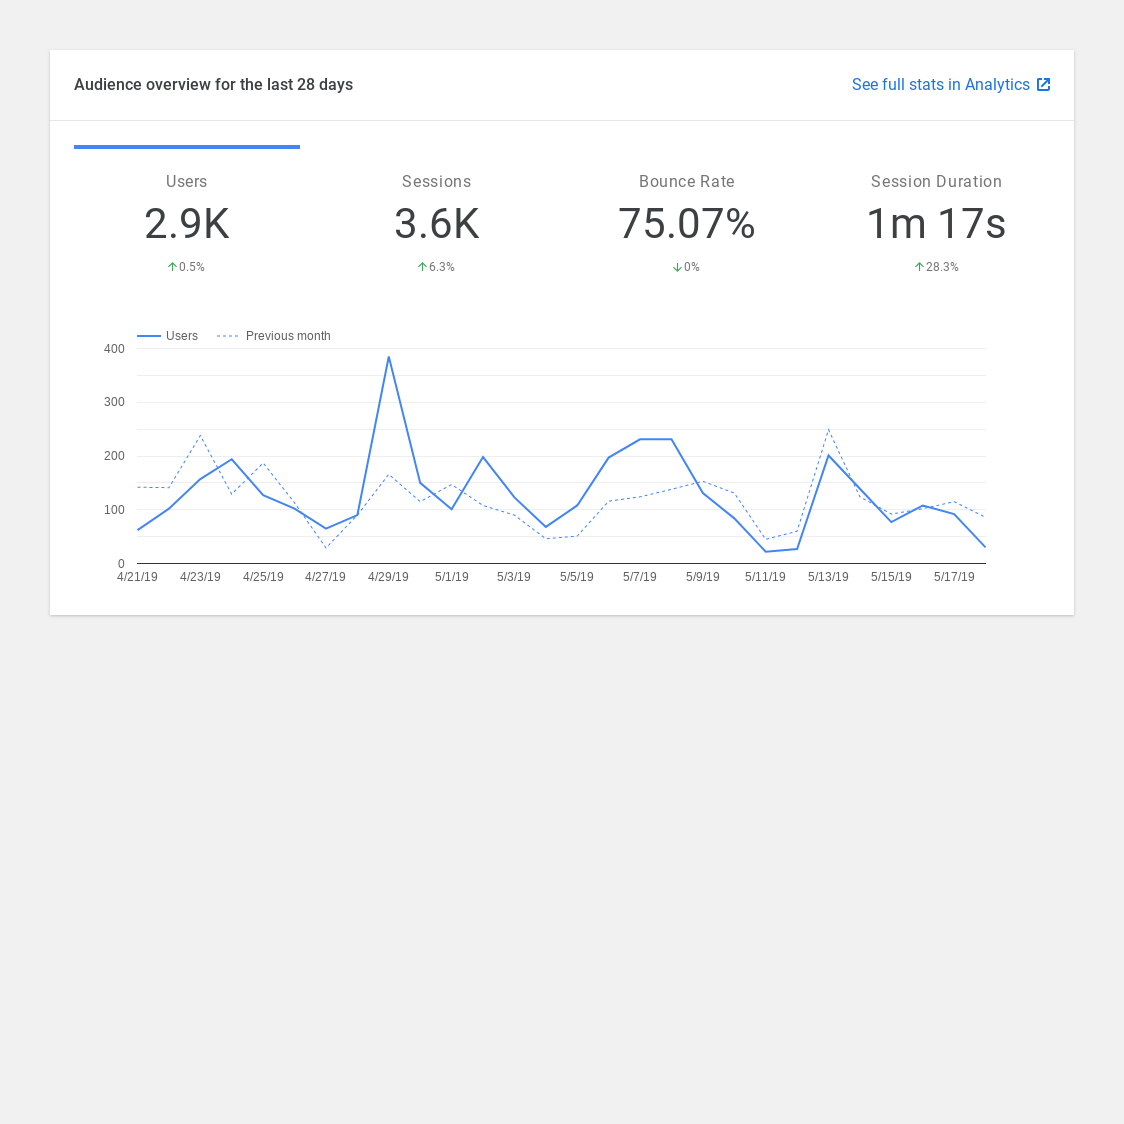 Audience overview for the last 28 days
See full stats in Analytics
Users
Sessions
Bounce Rate
Session Duration
2.9K
3.6K
75.07%
1m 17s
0.5%
6.3%
0%
28.3%
Users
Previous month
400
300
200
100
0
4/21/19
4/23/19
4/25/19
4/27/19
4/29/19
5/1/19
5/3/19
5/5/19
5/7/19
5/9/19
5/11/19
5/13/19
5/15/19
5/17/19